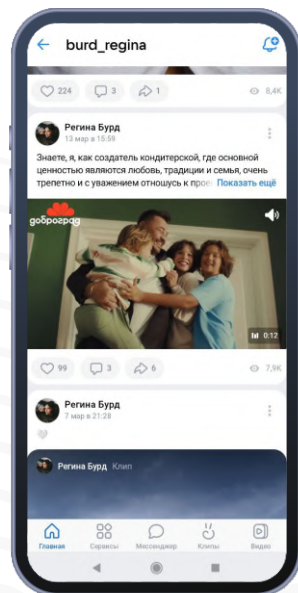 burd_regina
224 3 1 8,4K
Регина Бурд
13 мар в 15:59
Знаете, я, как создатель кондитерской, где основной
ценностью являются любовь, традиции и семья, очень
трепетно и с уважением отношусь к прое Показать ещё
доброград
0:12
99 3 6 7,9K
Регина Бурд
7 мар в 21:28
Регина Бурд Клип
Главная Сервисы Мессенджер Клипы Видео